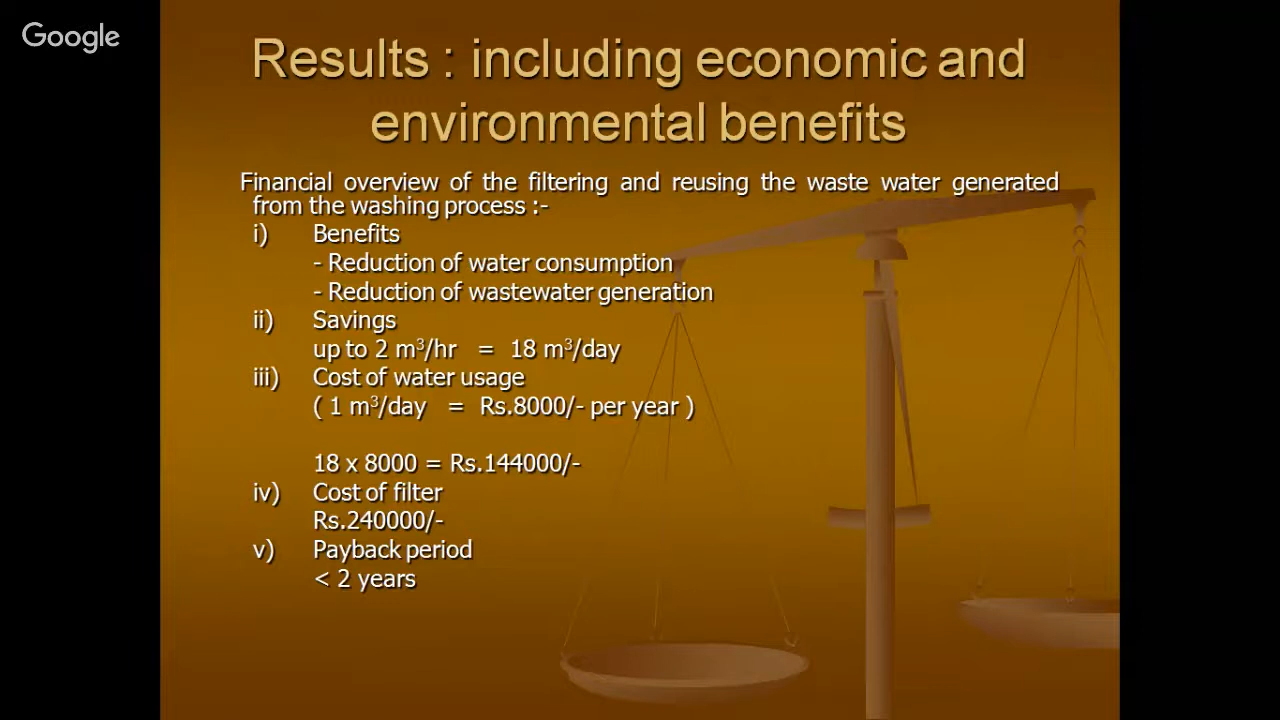 Google
Results : including economic and
environmental benefits
Financial overview of the filtering and reusing the waste water generated
from the washing process :-
i) Benefits
- Reduction of water consumption
- Reduction of wastewater generation
ii) Savings
up to 2 m³/hr = 18 m³/day
iii) Cost of water usage
( 1 m³/day = Rs.8000/- per year )
18 x 8000 = Rs.144000/-
iv) Cost of filter
Rs.240000/-
v) Payback period
< 2 years